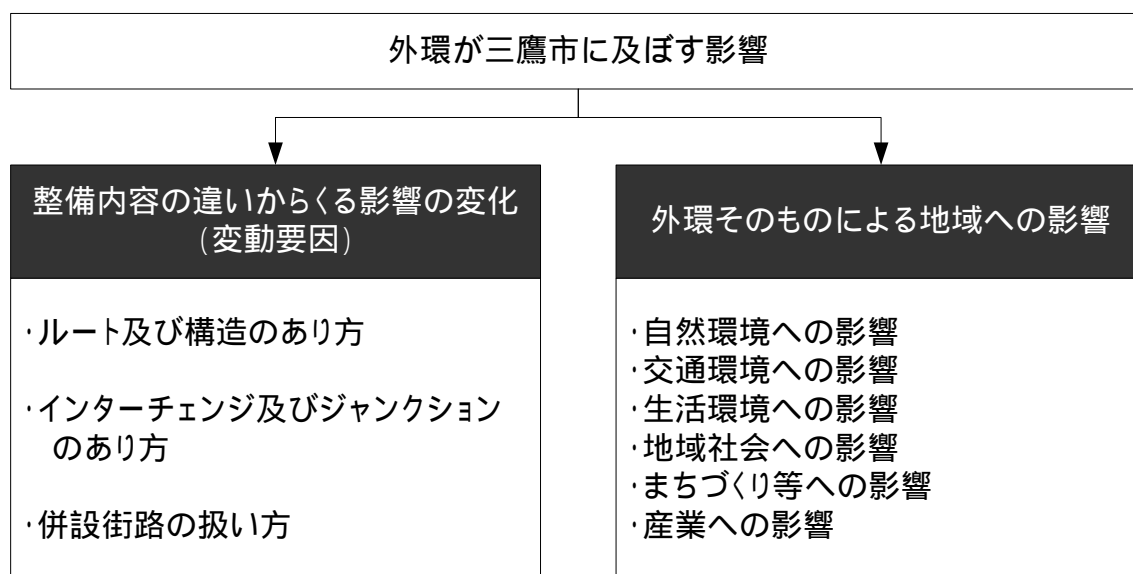 外環が三鷹市に及ぼす影響
整備内容の違いからくる影響の変化
(変動要因)
・ルート及び構造のあり方
・インターチェンジ及びジャンクション
のあり方
・併設街路の扱い方
外環そのものによる地域への影響
・自然環境への影響
・交通環境への影響
・生活環境への影響
・地域社会への影響
・まちづくり等への影響
・産業への影響